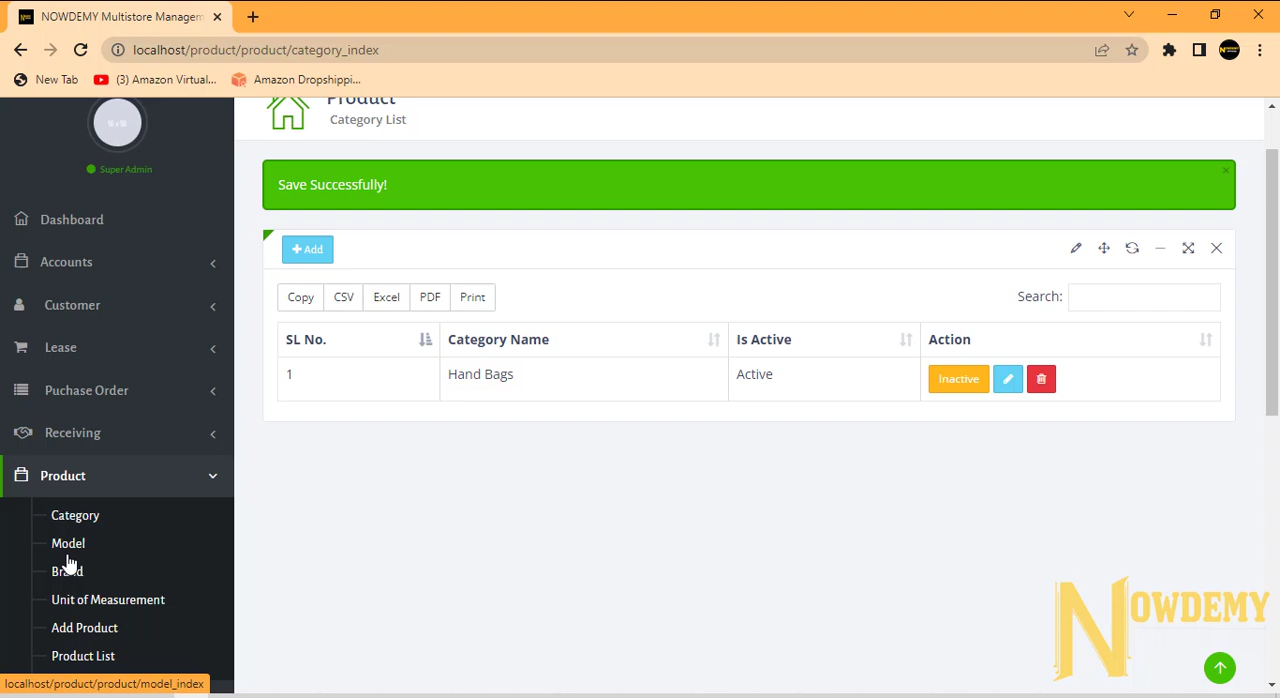 NOWDEMY Multistore Managem
localhost/product/product/category_index
New Tab
(3) Amazon Virtual...
Amazon Dropshippi...
Product
Category List
Super Admin
Save Successfully!
×
Dashboard
Accounts
Customer
Lease
Puchase Order
Receiving
Product
Category
Model
Brand
Unit of Measurement
Add Product
Product List
localhost/product/product/model_index
+ Add
Copy CSV Excel PDF Print
Search:
SL No. Category Name Is Active Action
1 Hand Bags Active Inactive
NOWDEMY